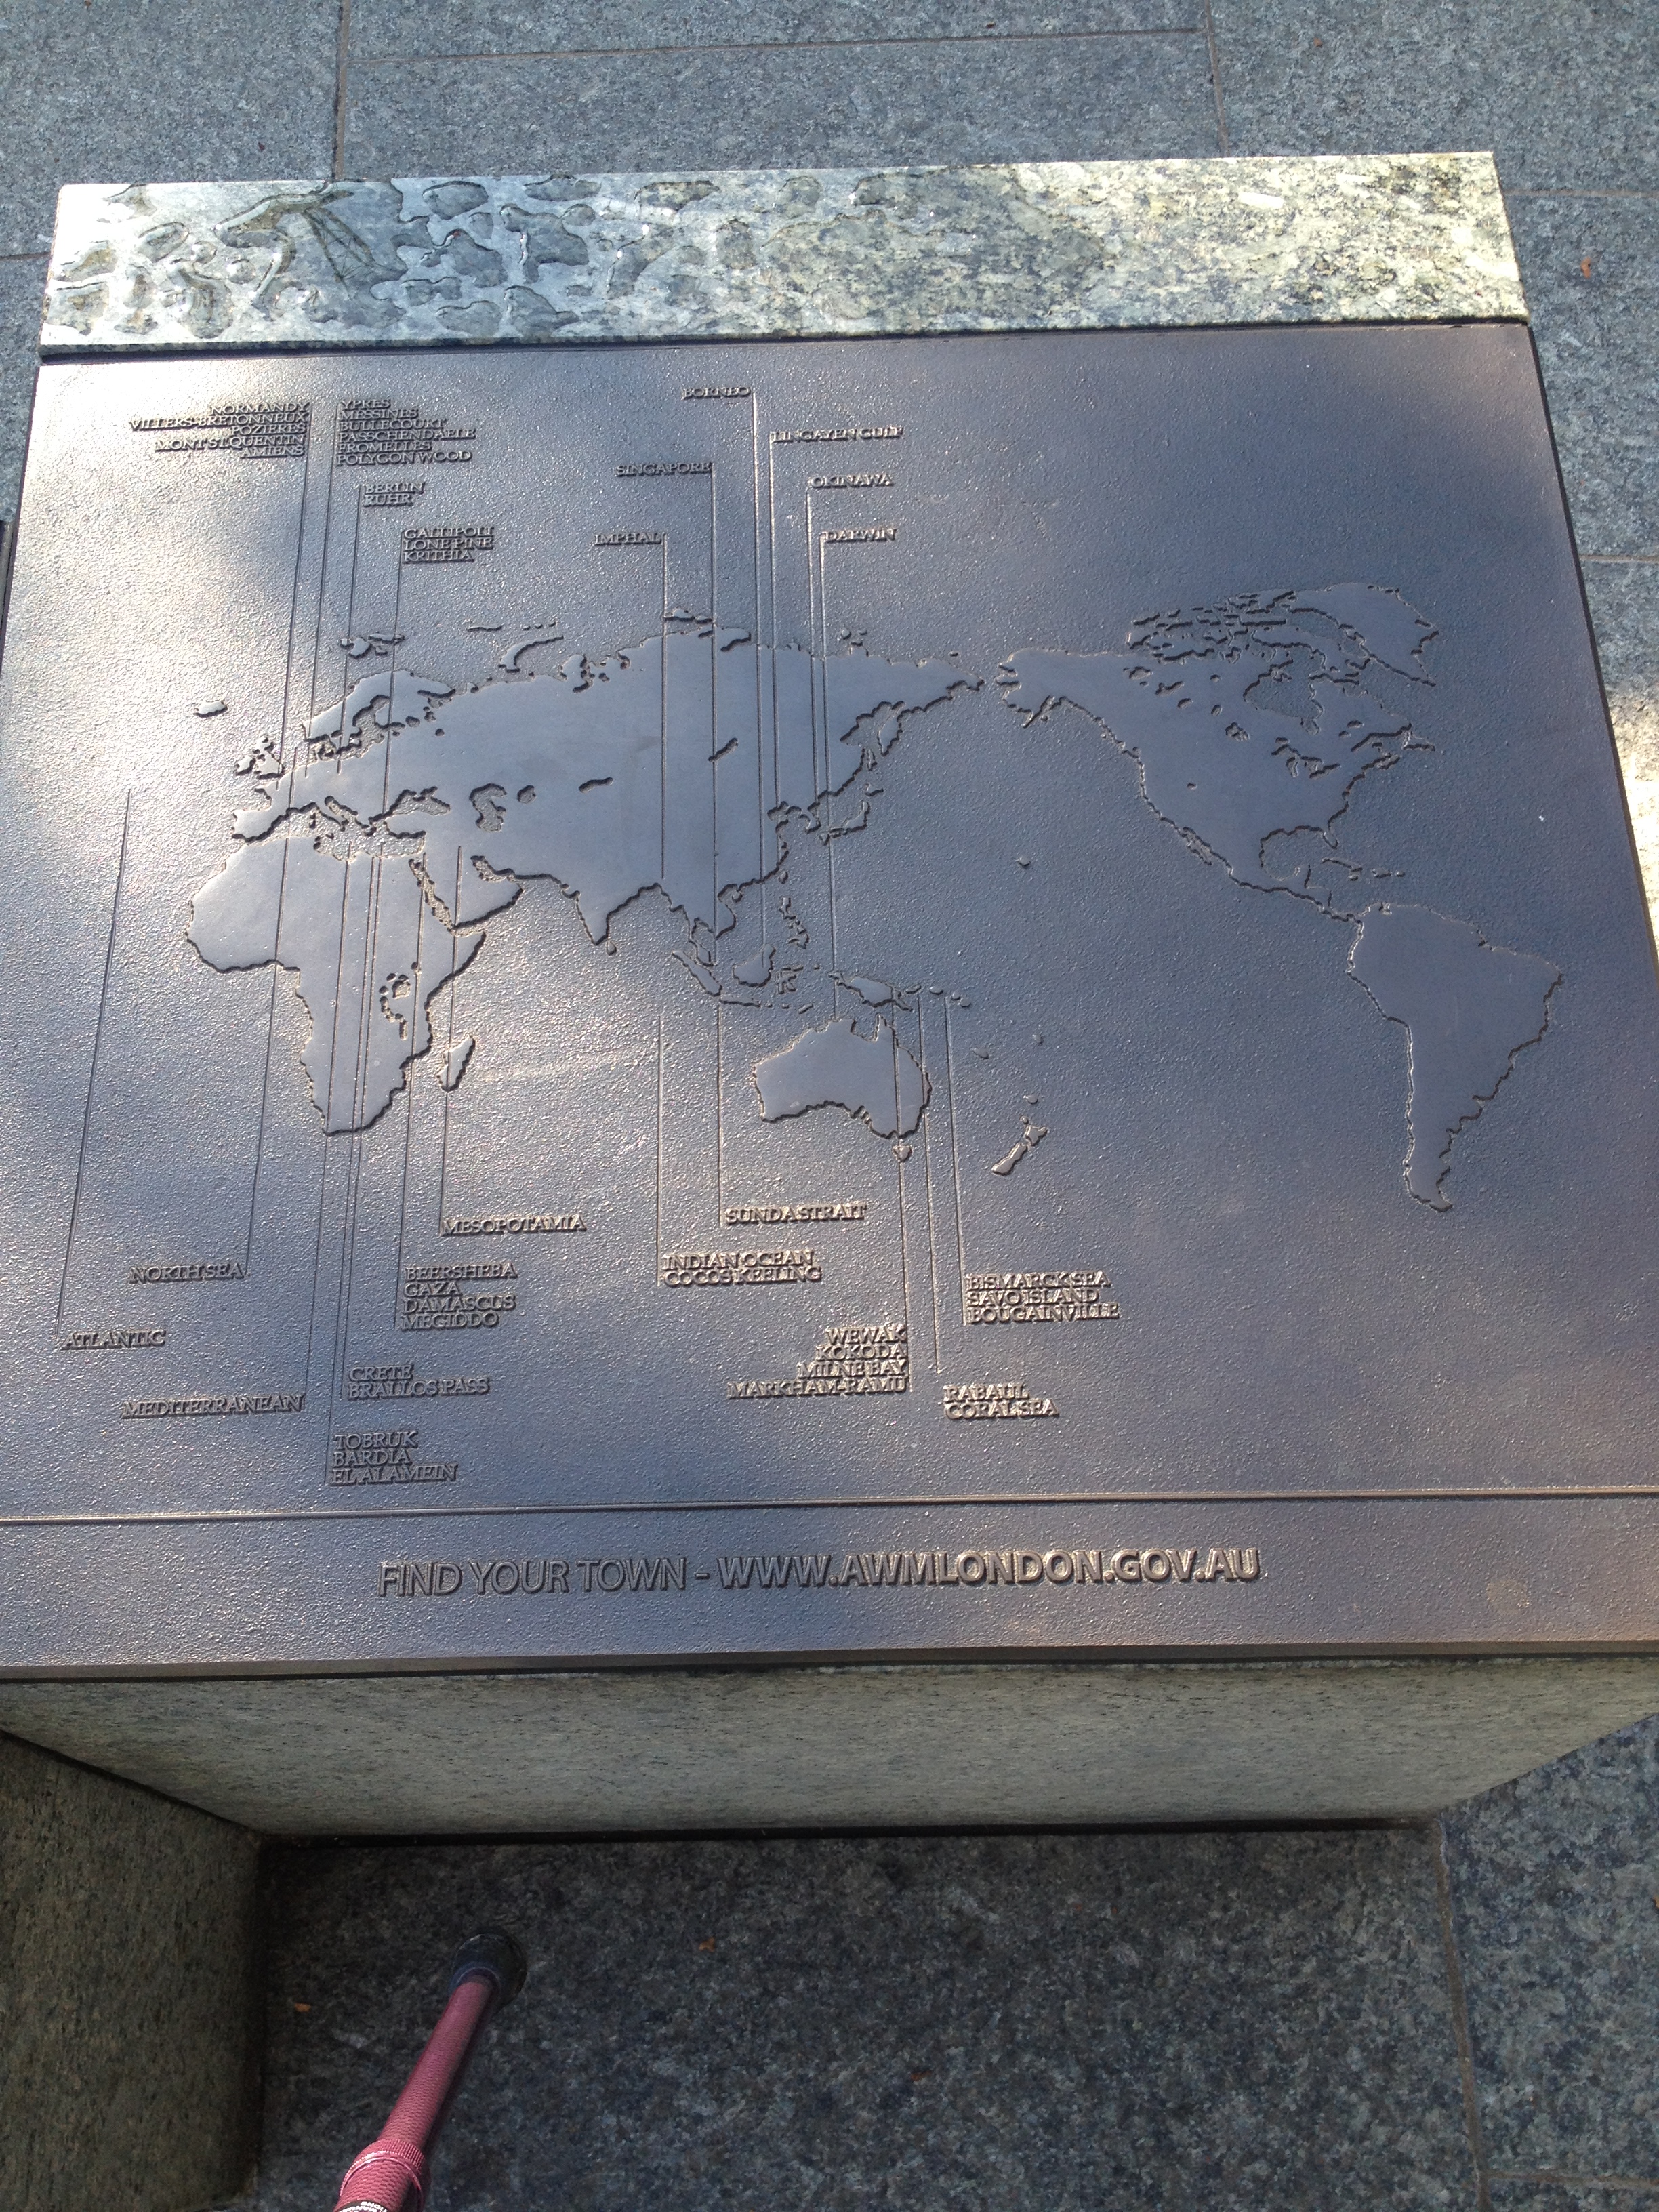 NORMANDY
VILLERS-BRETONNEUX
POZIERES
MONT ST. QUENTIN
AMIENS
YPRES
MESSINES
BULLECOURT
PASSCHENDAELE
FROMELLES
POLYGON WOOD
BERLIN
RUHR
GALLIPOLI
LONE PINE
KRITHIA
BORNEO
LINGAYEN GULF
SINGAPORE
OKINAWA
IMPHAL
DARWIN
MESOPOTAMIA
SUNDA STRAIT
NORTH SEA
BEERSHEBA
GAZA
DAMASCUS
MEGIDDO
INDIAN OCEAN
COCOS KEELING
BISMARCK SEA
SAVO ISLAND
BOUGAINVILLE
ATLANTIC
WEWAK
KOKODA
MILNE BAY
MARKHAM-RAMU
CRETE
BRALLOS PASS
RABAUL
CORAL SEA
MEDITERRANEAN
TOBRUK
BARDIA
EL ALAMEIN
FIND YOUR TOWN - WWW.AWMLONDON.GOV.AU